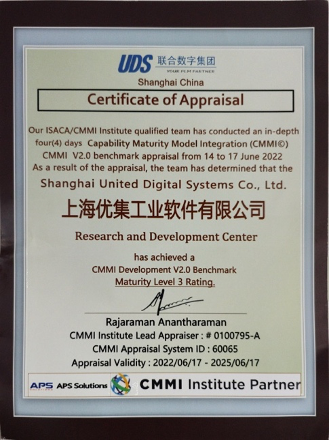 UDS 联合数字集团
YOUR PLM PARTNER
Shanghai China
Certificate of Appraisal
Our ISACA/CMMI Institute qualified team has conducted an in-depth
four(4) days Capability Maturity Model Integration (CMMI©)
CMMI V2.0 benchmark appraisal from 14 to 17 June 2022
As a result of the appraisal, the team has determined that the
Shanghai United Digital Systems Co., Ltd.
上海优集工业软件有限公司
Research and Development Center
has achieved a
CMMI Development V2.0 Benchmark
Maturity Level 3 Rating.
Rajaraman Anantharaman
CMMI Institute Lead Appraiser : # 0100795-A
CMMI Appraisal System ID : 60065
Appraisal Validity : 2022/06/17 - 2025/06/17
APS APS Solutions CMMI Institute Partner